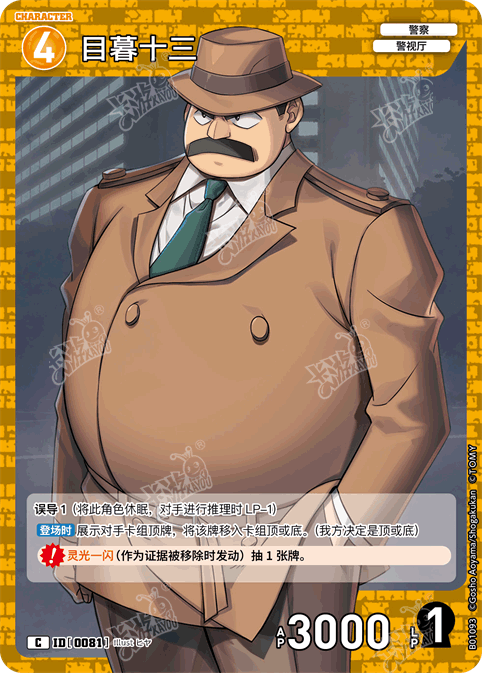 CHARACTER
4
目暮十三
警察
警视厅
误导 1（将此角色休眠，对手进行推理时 LP-1）
登场时 展示对手卡组顶牌，将该牌移入卡组顶或底。（我方决定是顶或底）
灵光一闪（作为证据被移除时发动）抽 1 张牌。
C ID[0081] Illust ヒヤ
AP 3000 LP 1
B01093 ©Gosho Aoyama/Shogakukan ©TOMY